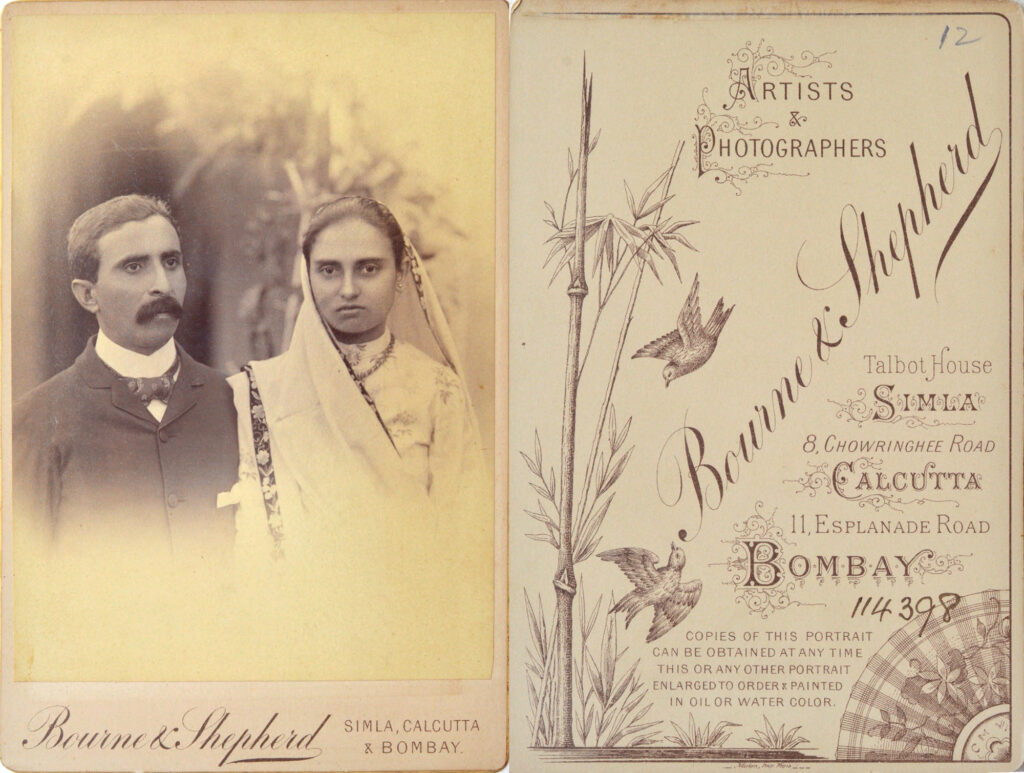 Bourne & Shepherd
SIMLA, CALCUTTA
& BOMBAY.
12
ARTISTS
&
PHOTOGRAPHERS
Bourne & Shepherd
Talbot House
SIMLA
8, CHOWRINGHEE ROAD
CALCUTTA
11, ESPLANADE ROAD
BOMBAY
114398
COPIES OF THIS PORTRAIT
CAN BE OBTAINED AT ANY TIME
THIS OR ANY OTHER PORTRAIT
ENLARGED TO ORDER & PAINTED
IN OIL OR WATER COLOR.